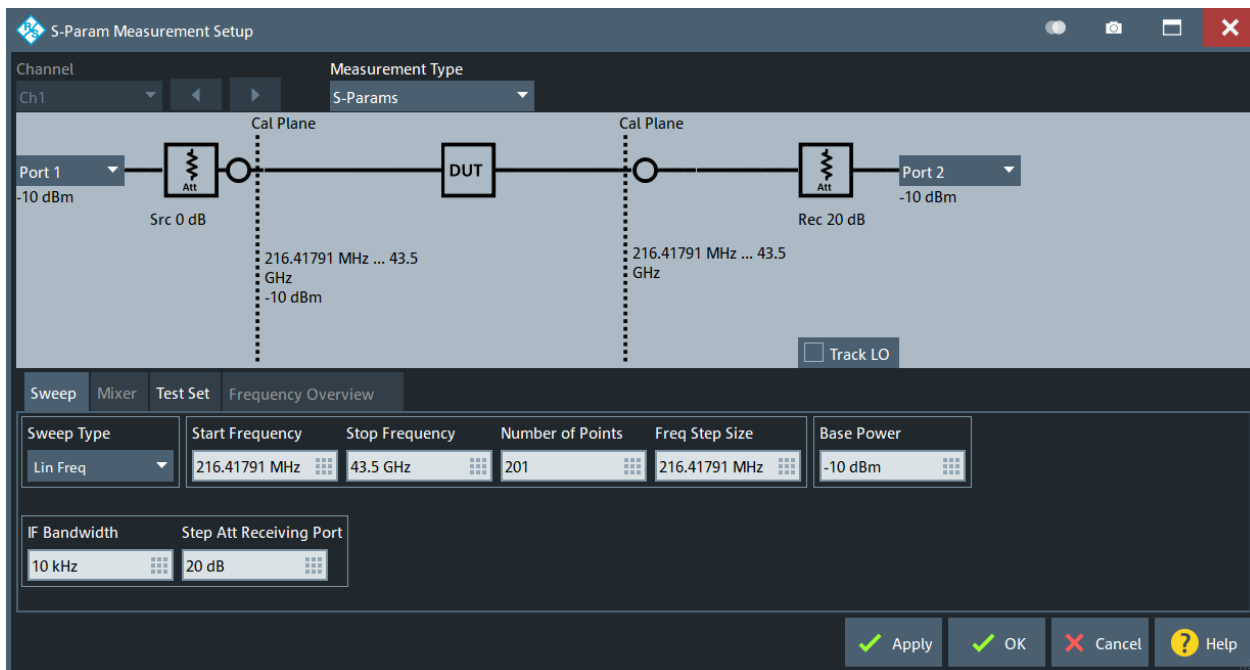 S-Param Measurement Setup
Channel
Measurement Type
Ch1
S-Params
Cal Plane
Cal Plane
Port 1
Att
DUT
Att
Port 2
-10 dBm
-10 dBm
Src 0 dB
Rec 20 dB
216.41791 MHz ... 43.5
GHz
-10 dBm
216.41791 MHz ... 43.5
GHz
Track LO
Sweep
Mixer
Test Set
Frequency Overview
Sweep Type
Start Frequency
Stop Frequency
Number of Points
Freq Step Size
Base Power
Lin Freq
216.41791 MHz
43.5 GHz
201
216.41791 MHz
-10 dBm
IF Bandwidth
Step Att Receiving Port
10 kHz
20 dB
Apply
OK
Cancel
? Help